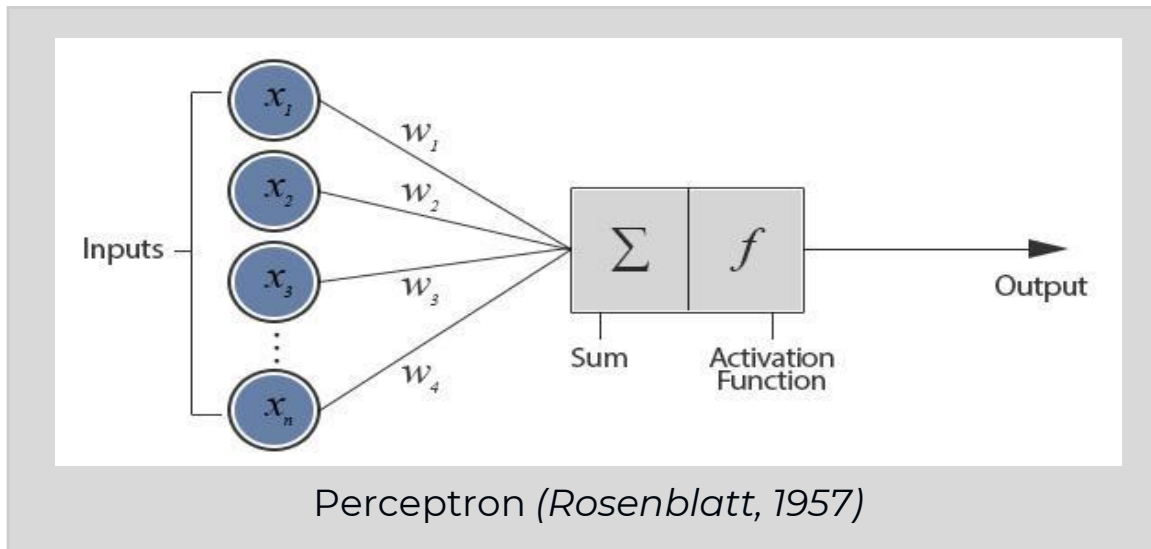 x₁
w₁
x₂
w₂
Inputs
Σ f
x₃
w₃
Output
Sum
Activation
Function
w₄
xₙ
Perceptron (Rosenblatt, 1957)